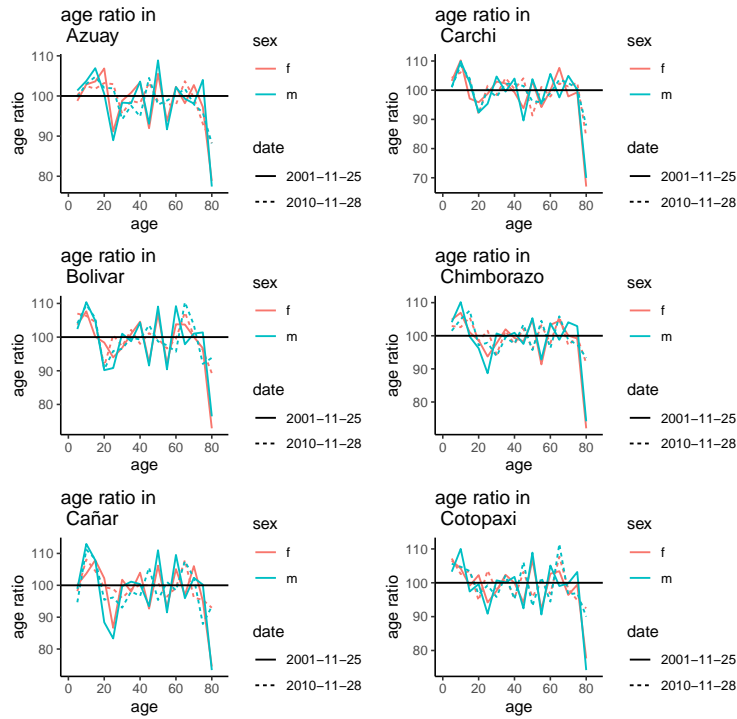 age ratio in
Azuay
110
100
90
80
0
20
40
60
80
age
age ratio
sex
f
m
date
2001-11-25
2010-11-28
age ratio in
Carchi
110
100
90
80
70
0
20
40
60
80
age
age ratio
sex
f
m
date
2001-11-25
2010-11-28
age ratio in
Bolivar
110
100
90
80
0
20
40
60
80
age
age ratio
sex
f
m
date
2001-11-25
2010-11-28
age ratio in
Chimborazo
110
100
90
80
0
20
40
60
80
age
age ratio
sex
f
m
date
2001-11-25
2010-11-28
age ratio in
Cañar
110
100
90
80
0
20
40
60
80
age
age ratio
sex
f
m
date
2001-11-25
2010-11-28
age ratio in
Cotopaxi
110
100
90
80
0
20
40
60
80
age
age ratio
sex
f
m
date
2001-11-25
2010-11-28